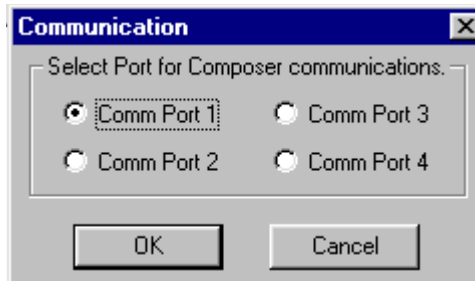 Communication
Select Port for Composer communications.
Comm Port 1 Comm Port 3
Comm Port 2 Comm Port 4
OK Cancel